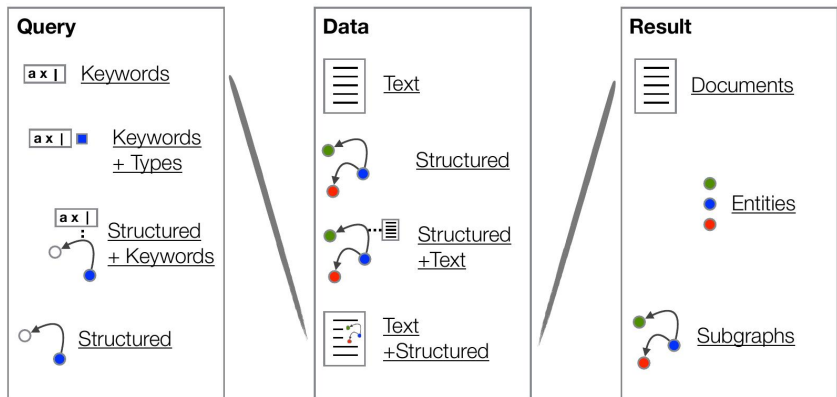 Query
a x |
Keywords
a x |
Keywords
+ Types
a x |
Structured
+ Keywords
Structured
Data
Text
Structured
Structured
+Text
Text
+Structured
Result
Documents
Entities
Subgraphs